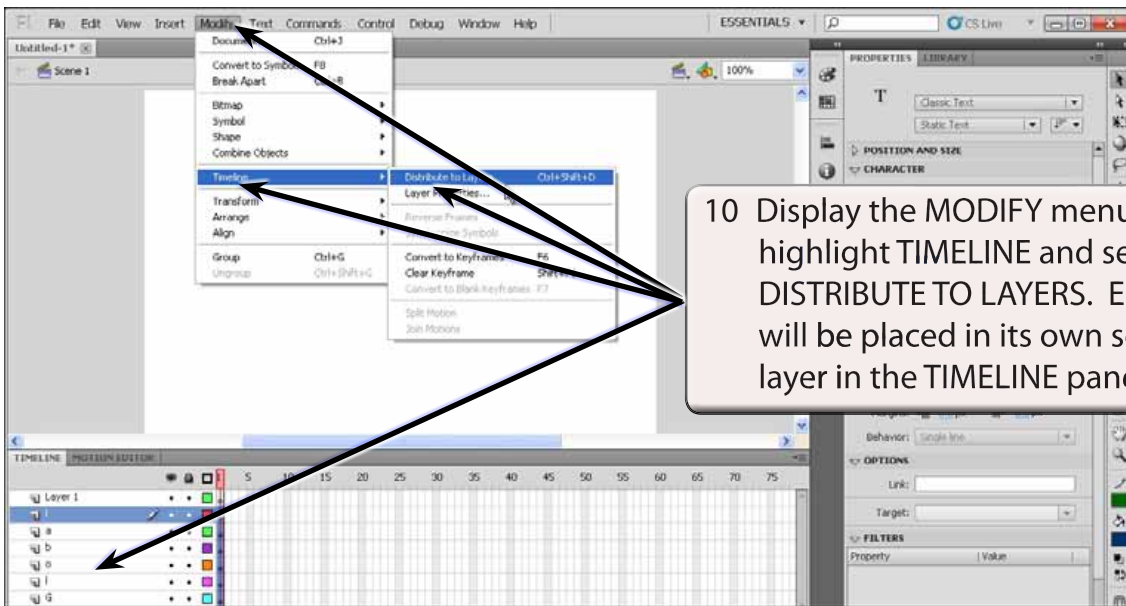 Fl File Edit View Insert Modify Text Commands Control Debug Window Help ESSENTIALS CS Live
Untitled-1*
Scene 1
100%
Document... Ctrl+J
Convert to Symbol F8
Break Apart
Bitmap
Symbol
Shape
Combine Objects
Timeline
Transform
Arrange
Align
Group Ctrl+G
Ungroup Ctrl+Shift+G
Distribute to Layers Ctrl+Shift+D
Layer Properties...
Reverse Frames
Synchronize Symbols
Convert to Keyframes F6
Clear Keyframe
Convert to Blank Keyframes F7
Split Motion
Join Motions
PROPERTIES LIBRARY
T
Classic Text
Static Text
POSITION AND SIZE
CHARACTER
10 Display the MODIFY menu
highlight TIMELINE and se
DISTRIBUTE TO LAYERS. E
will be placed in its own s
layer in the TIMELINE pan
Behavior: Single line
OPTIONS
Link:
Target:
FILTERS
Property Value
TIMELINE MOTION EDITOR
5 10 15 20 25 30 35 40 45 50 55 60 65 70 75
Layer 1
l
a
b
o
l
G